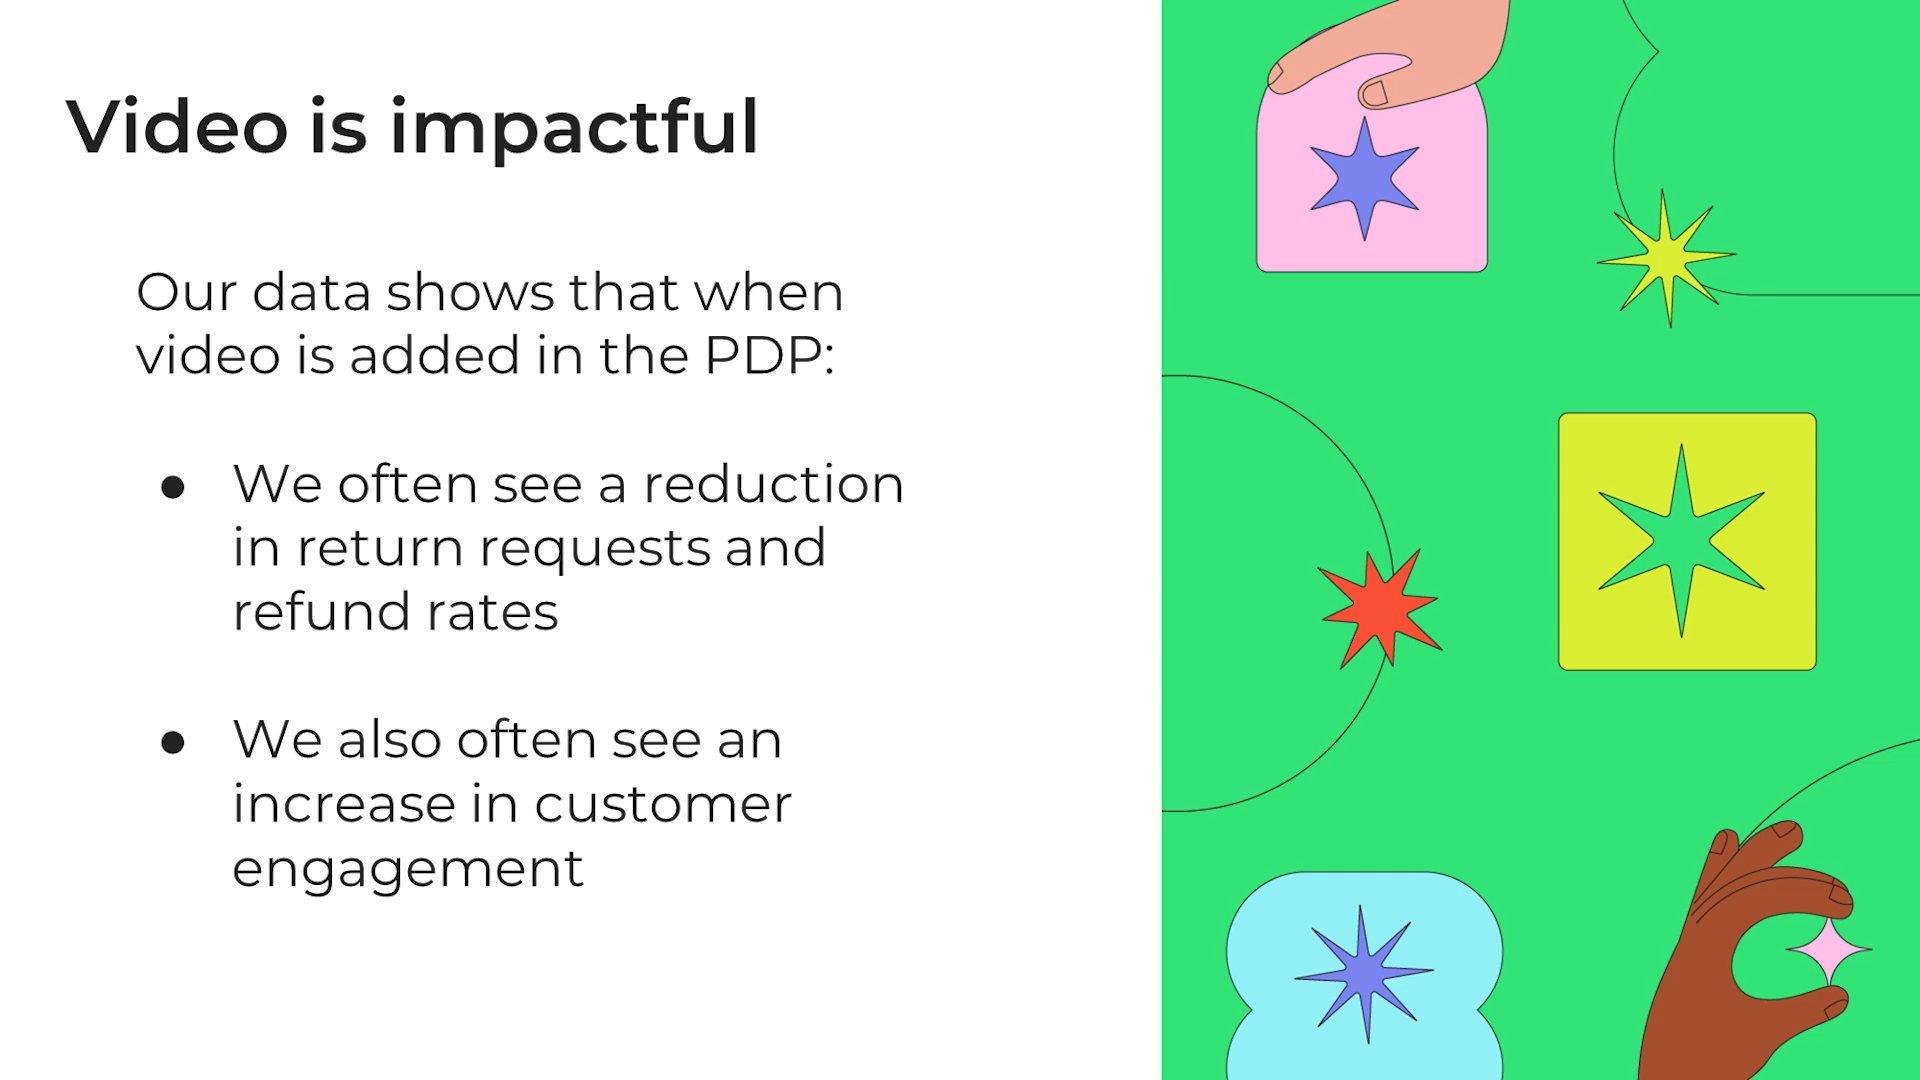 Video is impactful
Our data shows that when
video is added in the PDP:
● We often see a reduction
in return requests and
refund rates
● We also often see an
increase in customer
engagement